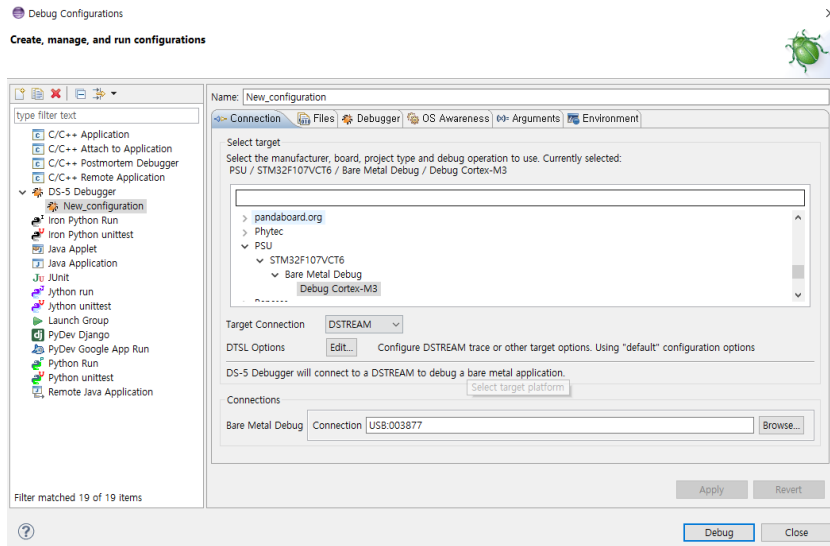 Debug Configurations
Create, manage, and run configurations
type filter text
C/C++ Application
C/C++ Attach to Application
C/C++ Postmortem Debugger
C/C++ Remote Application
DS-5 Debugger
New_configuration
Iron Python Run
Iron Python unittest
Java Applet
Java Application
JUnit
Jython run
Jython unittest
Launch Group
PyDev Django
PyDev Google App Run
Python Run
Python unittest
Remote Java Application
Filter matched 19 of 19 items
Name: New_configuration
Connection Files Debugger OS Awareness Arguments Environment
Select target
Select the manufacturer, board, project type and debug operation to use. Currently selected:
PSU / STM32F107VCT6 / Bare Metal Debug / Debug Cortex-M3
pandaboard.org
Phytec
PSU
STM32F107VCT6
Bare Metal Debug
Debug Cortex-M3
Target Connection DSTREAM
DTSL Options Edit... Configure DSTREAM trace or other target options. Using "default" configuration options
DS-5 Debugger will connect to a DSTREAM to debug a bare metal application.
Select target platform
Connections
Bare Metal Debug Connection USB:003877 Browse...
Apply Revert
Debug Close